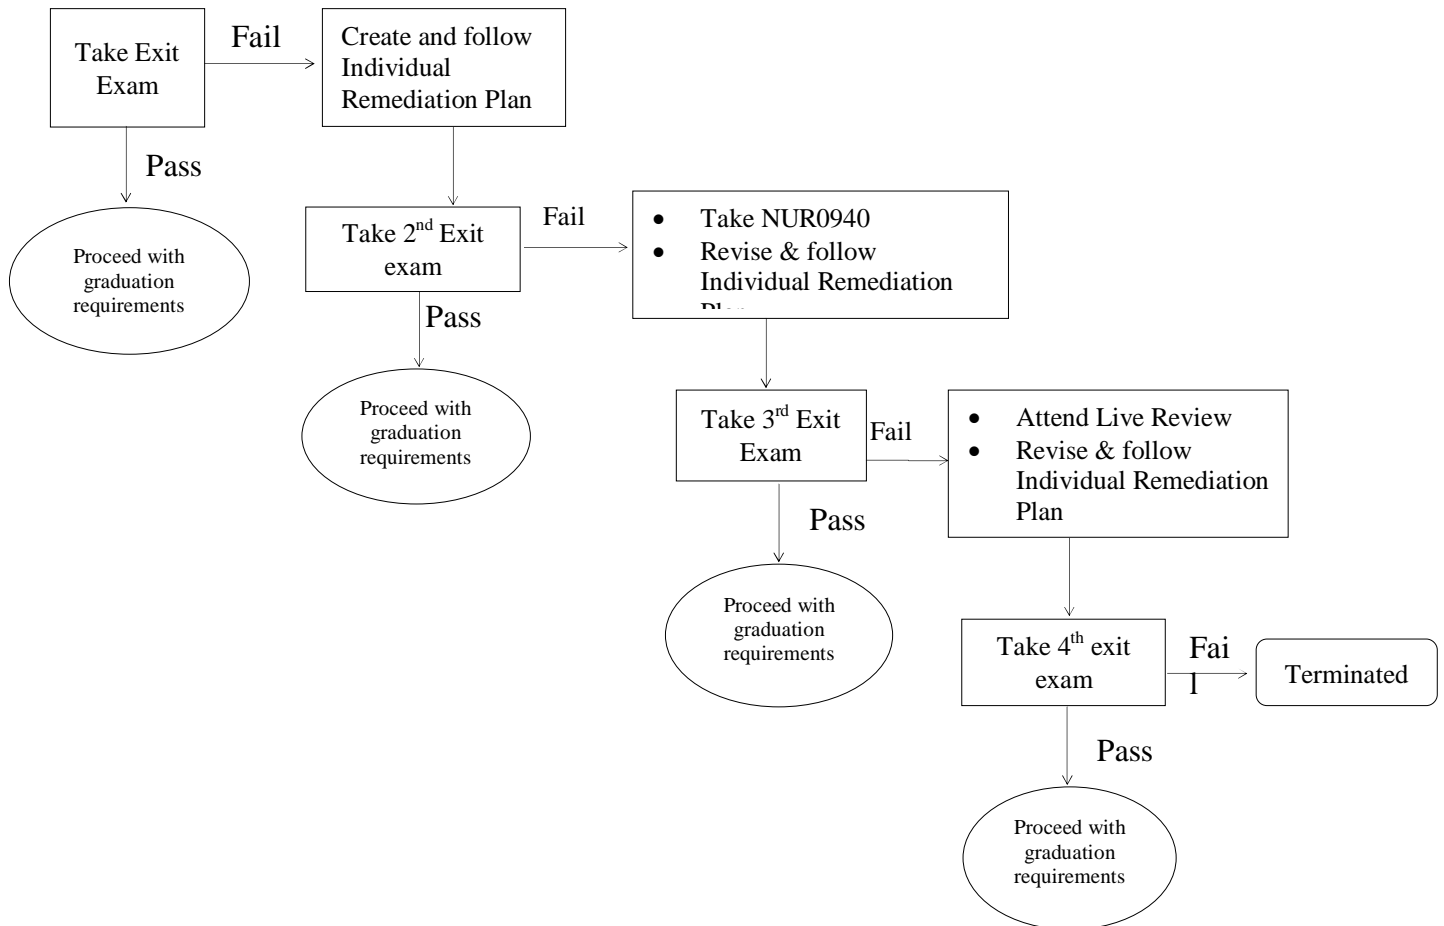 Take Exit
Exam
Fail
Create and follow
Individual
Remediation Plan
Pass
Proceed with
graduation
requirements
Take 2nd Exit
exam
Fail
• Take NUR0940
• Revise & follow
Individual Remediation
Pass
Proceed with
graduation
requirements
Take 3rd Exit
Exam
Fail
• Attend Live Review
• Revise & follow
Individual Remediation
Plan
Pass
Proceed with
graduation
requirements
Take 4th exit
exam
Fai
l
Terminated
Pass
Proceed with
graduation
requirements